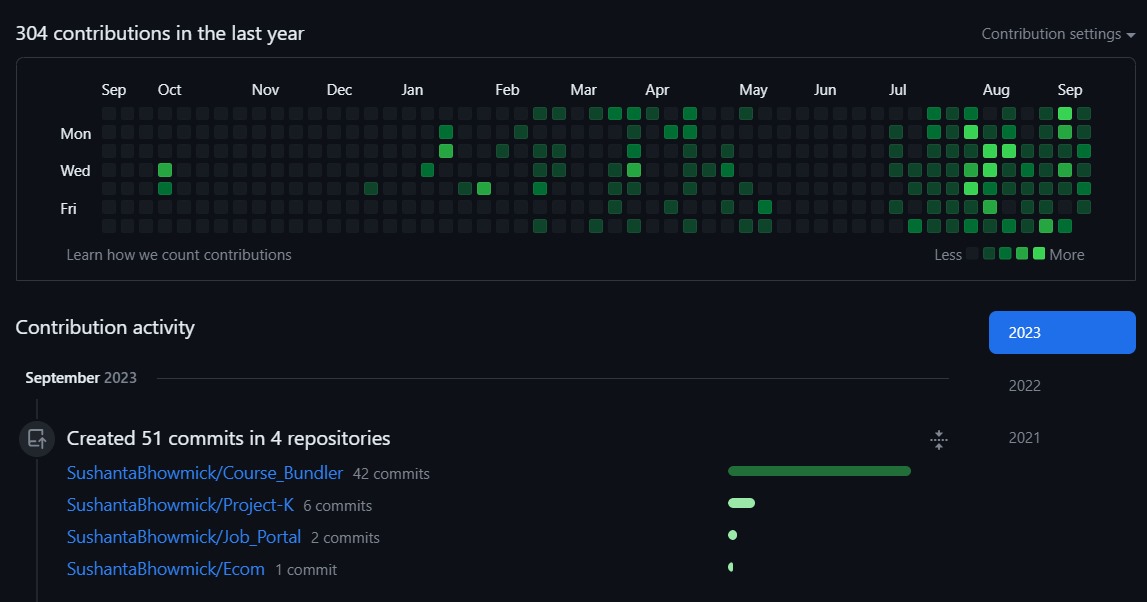 304 contributions in the last year
Contribution settings
Sep Oct Nov Dec Jan Feb Mar Apr May Jun Jul Aug Sep
Mon
Wed
Fri
Learn how we count contributions
Less More
Contribution activity
2023
September 2023
2022
Created 51 commits in 4 repositories
2021
SushantaBhowmick/Course_Bundler 42 commits
SushantaBhowmick/Project-K 6 commits
SushantaBhowmick/Job_Portal 2 commits
SushantaBhowmick/Ecom 1 commit